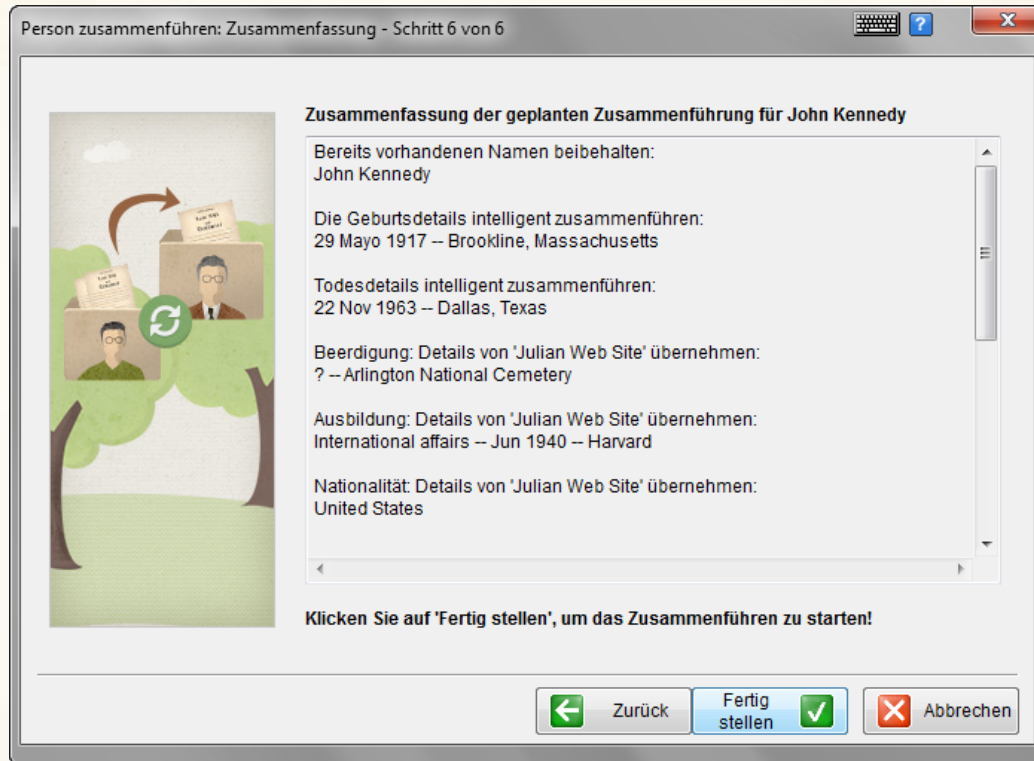 Person zusammenführen: Zusammenfassung - Schritt 6 von 6
?
Zusammenfassung der geplanten Zusammenführung für John Kennedy
Bereits vorhandenen Namen beibehalten:
John Kennedy
Die Geburtsdetails intelligent zusammenführen:
29 Mayo 1917 -- Brookline, Massachusetts
Todesdetails intelligent zusammenführen:
22 Nov 1963 -- Dallas, Texas
Beerdigung: Details von 'Julian Web Site' übernehmen:
? -- Arlington National Cemetery
Ausbildung: Details von 'Julian Web Site' übernehmen:
International affairs -- Jun 1940 -- Harvard
Nationalität: Details von 'Julian Web Site' übernehmen:
United States
Klicken Sie auf 'Fertig stellen', um das Zusammenführen zu starten!
Zurück
Fertig
stellen
Abbrechen